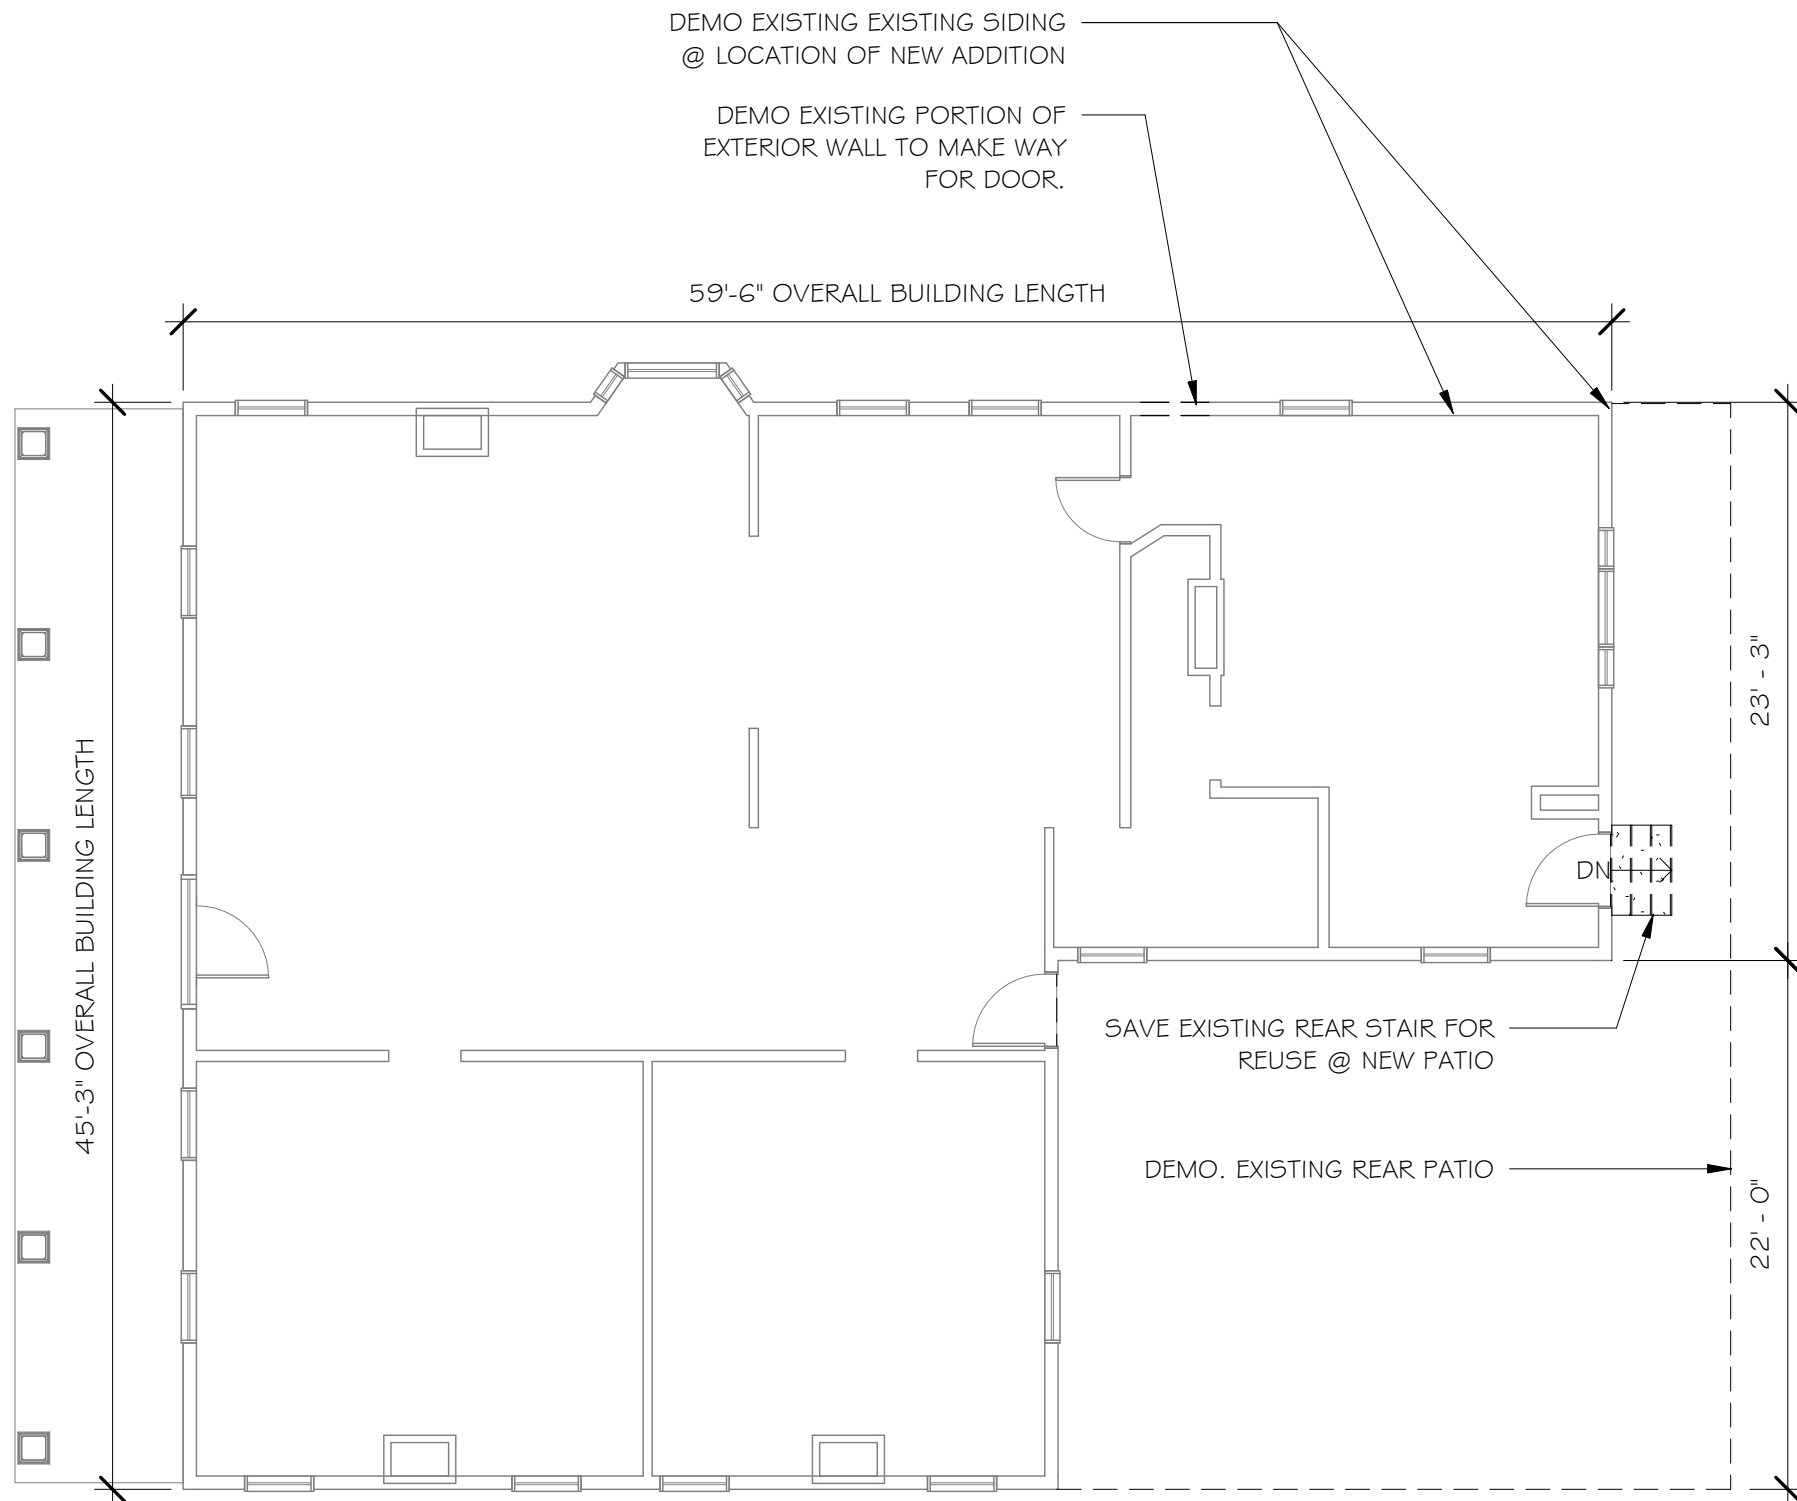 DEMO EXISTING EXISTING SIDING
@ LOCATION OF NEW ADDITION
DEMO EXISTING PORTION OF
EXTERIOR WALL TO MAKE WAY
FOR DOOR.
59'-6" OVERALL BUILDING LENGTH
45'-3" OVERALL BUILDING LENGTH
23' - 3"
DN
SAVE EXISTING REAR STAIR FOR
REUSE @ NEW PATIO
DEMO. EXISTING REAR PATIO
22' - 0"